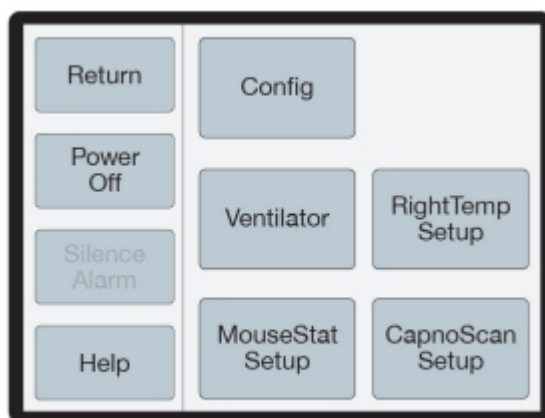 Return
Power
Off
Silence
Alarm
Help
Config
Ventilator
RightTemp
Setup
MouseStat
Setup
CapnoScan
Setup